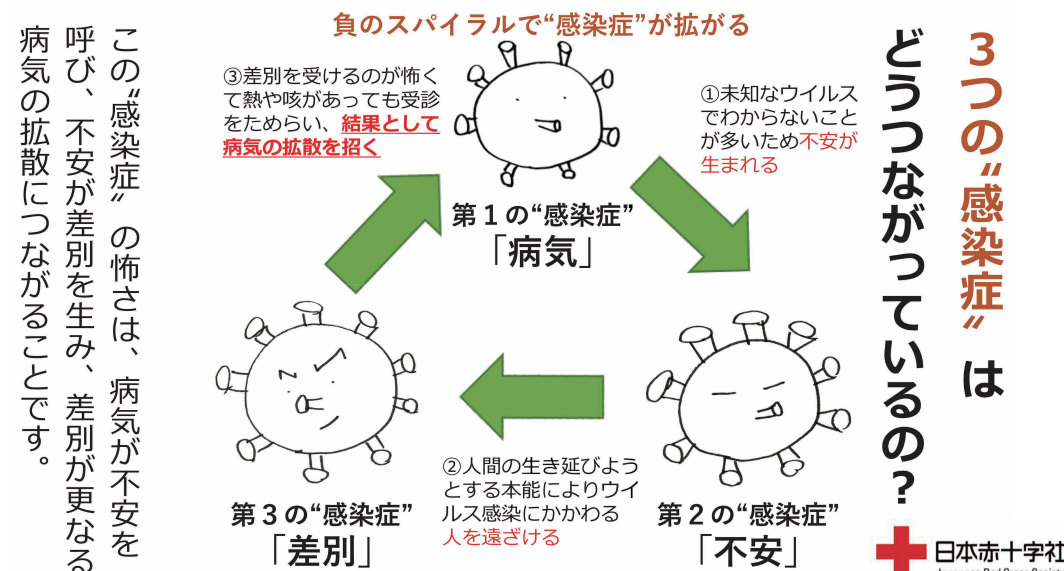 3つの“感染症”は
どうつながっているの？
負のスパイラルで“感染症”が拡がる
①未知なウイルス
でわからないこと
が多いため不安が
生まれる
第１の“感染症”
「病気」
③差別を受けるのが怖く
て熱や咳があっても受診
をためらい、結果として
病気の拡散を招く
第２の“感染症”
「不安」
②人間の生き延びよう
とする本能によりウイ
ルス感染にかかわる
人を遠ざける
第３の“感染症”
「差別」
この“感染症”の怖さは、病気が不安を
呼び、不安が差別を生み、差別が更なる
病気の拡散につながることです。
日本赤十字社